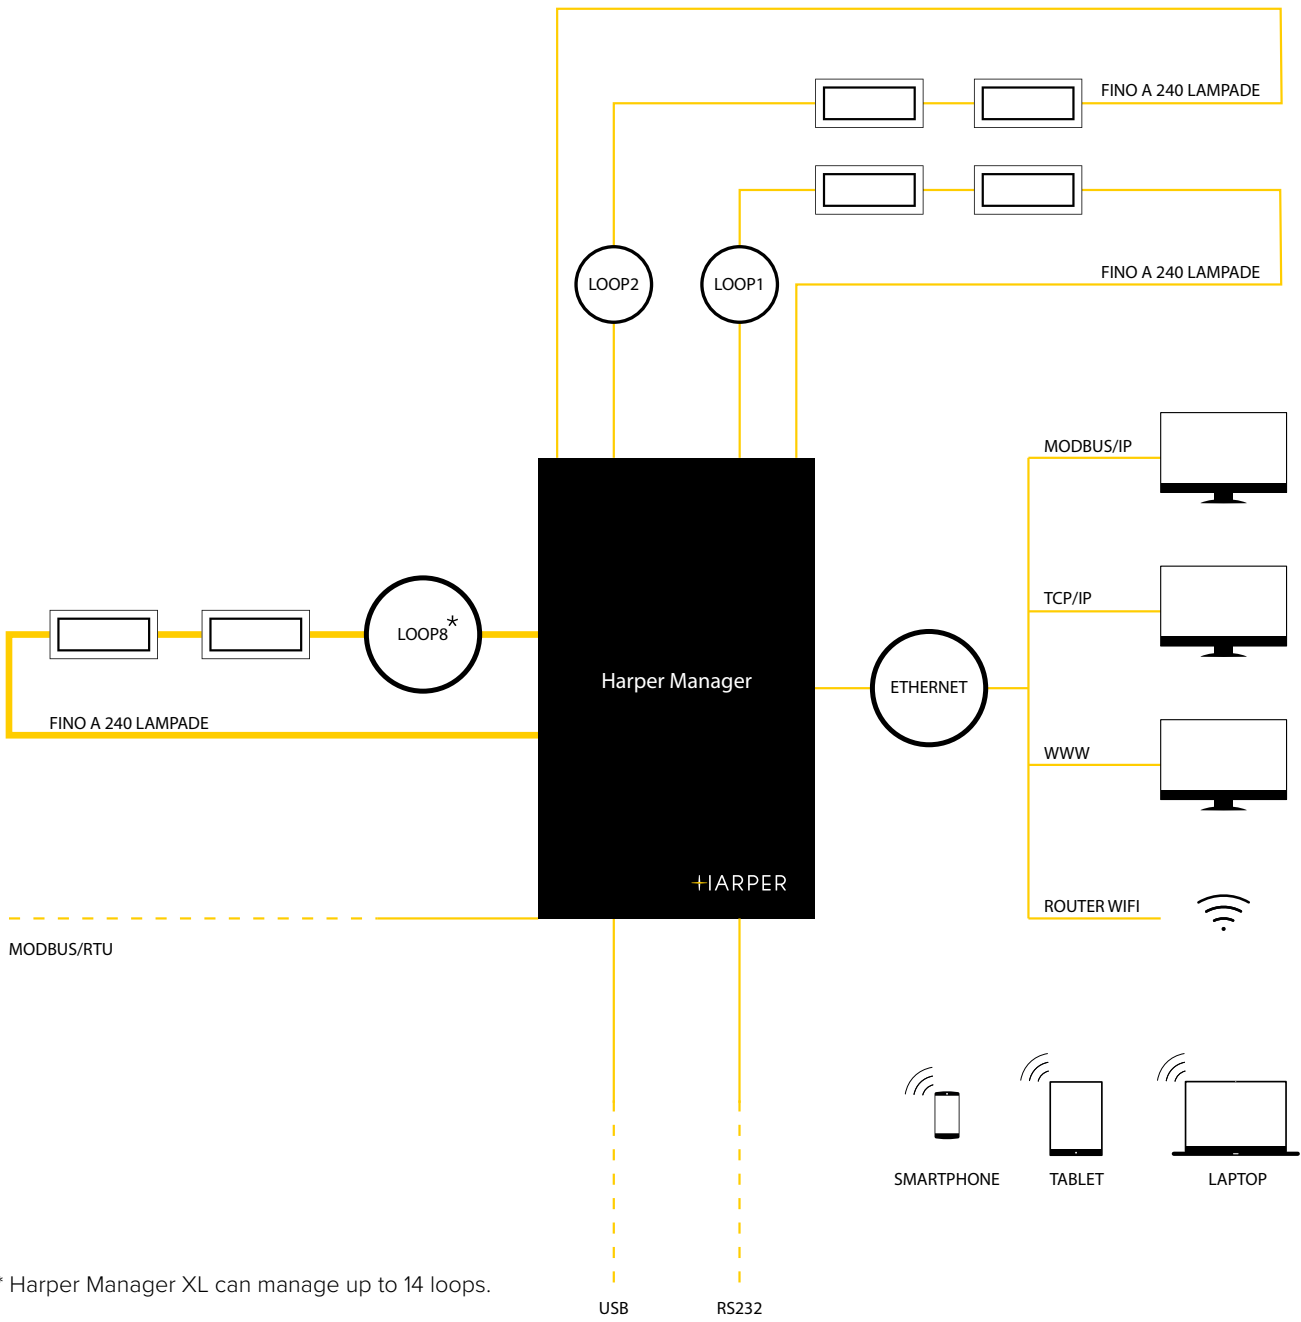 FINO A 240 LAMPADE
LOOP2
LOOP1
FINO A 240 LAMPADE
MODBUS/IP
TCP/IP
LOOP8*
Harper Manager
ETHERNET
FINO A 240 LAMPADE
WWW
HARPER
ROUTER WIFI
MODBUS/RTU
SMARTPHONE
TABLET
LAPTOP
* Harper Manager XL can manage up to 14 loops.
USB
RS232